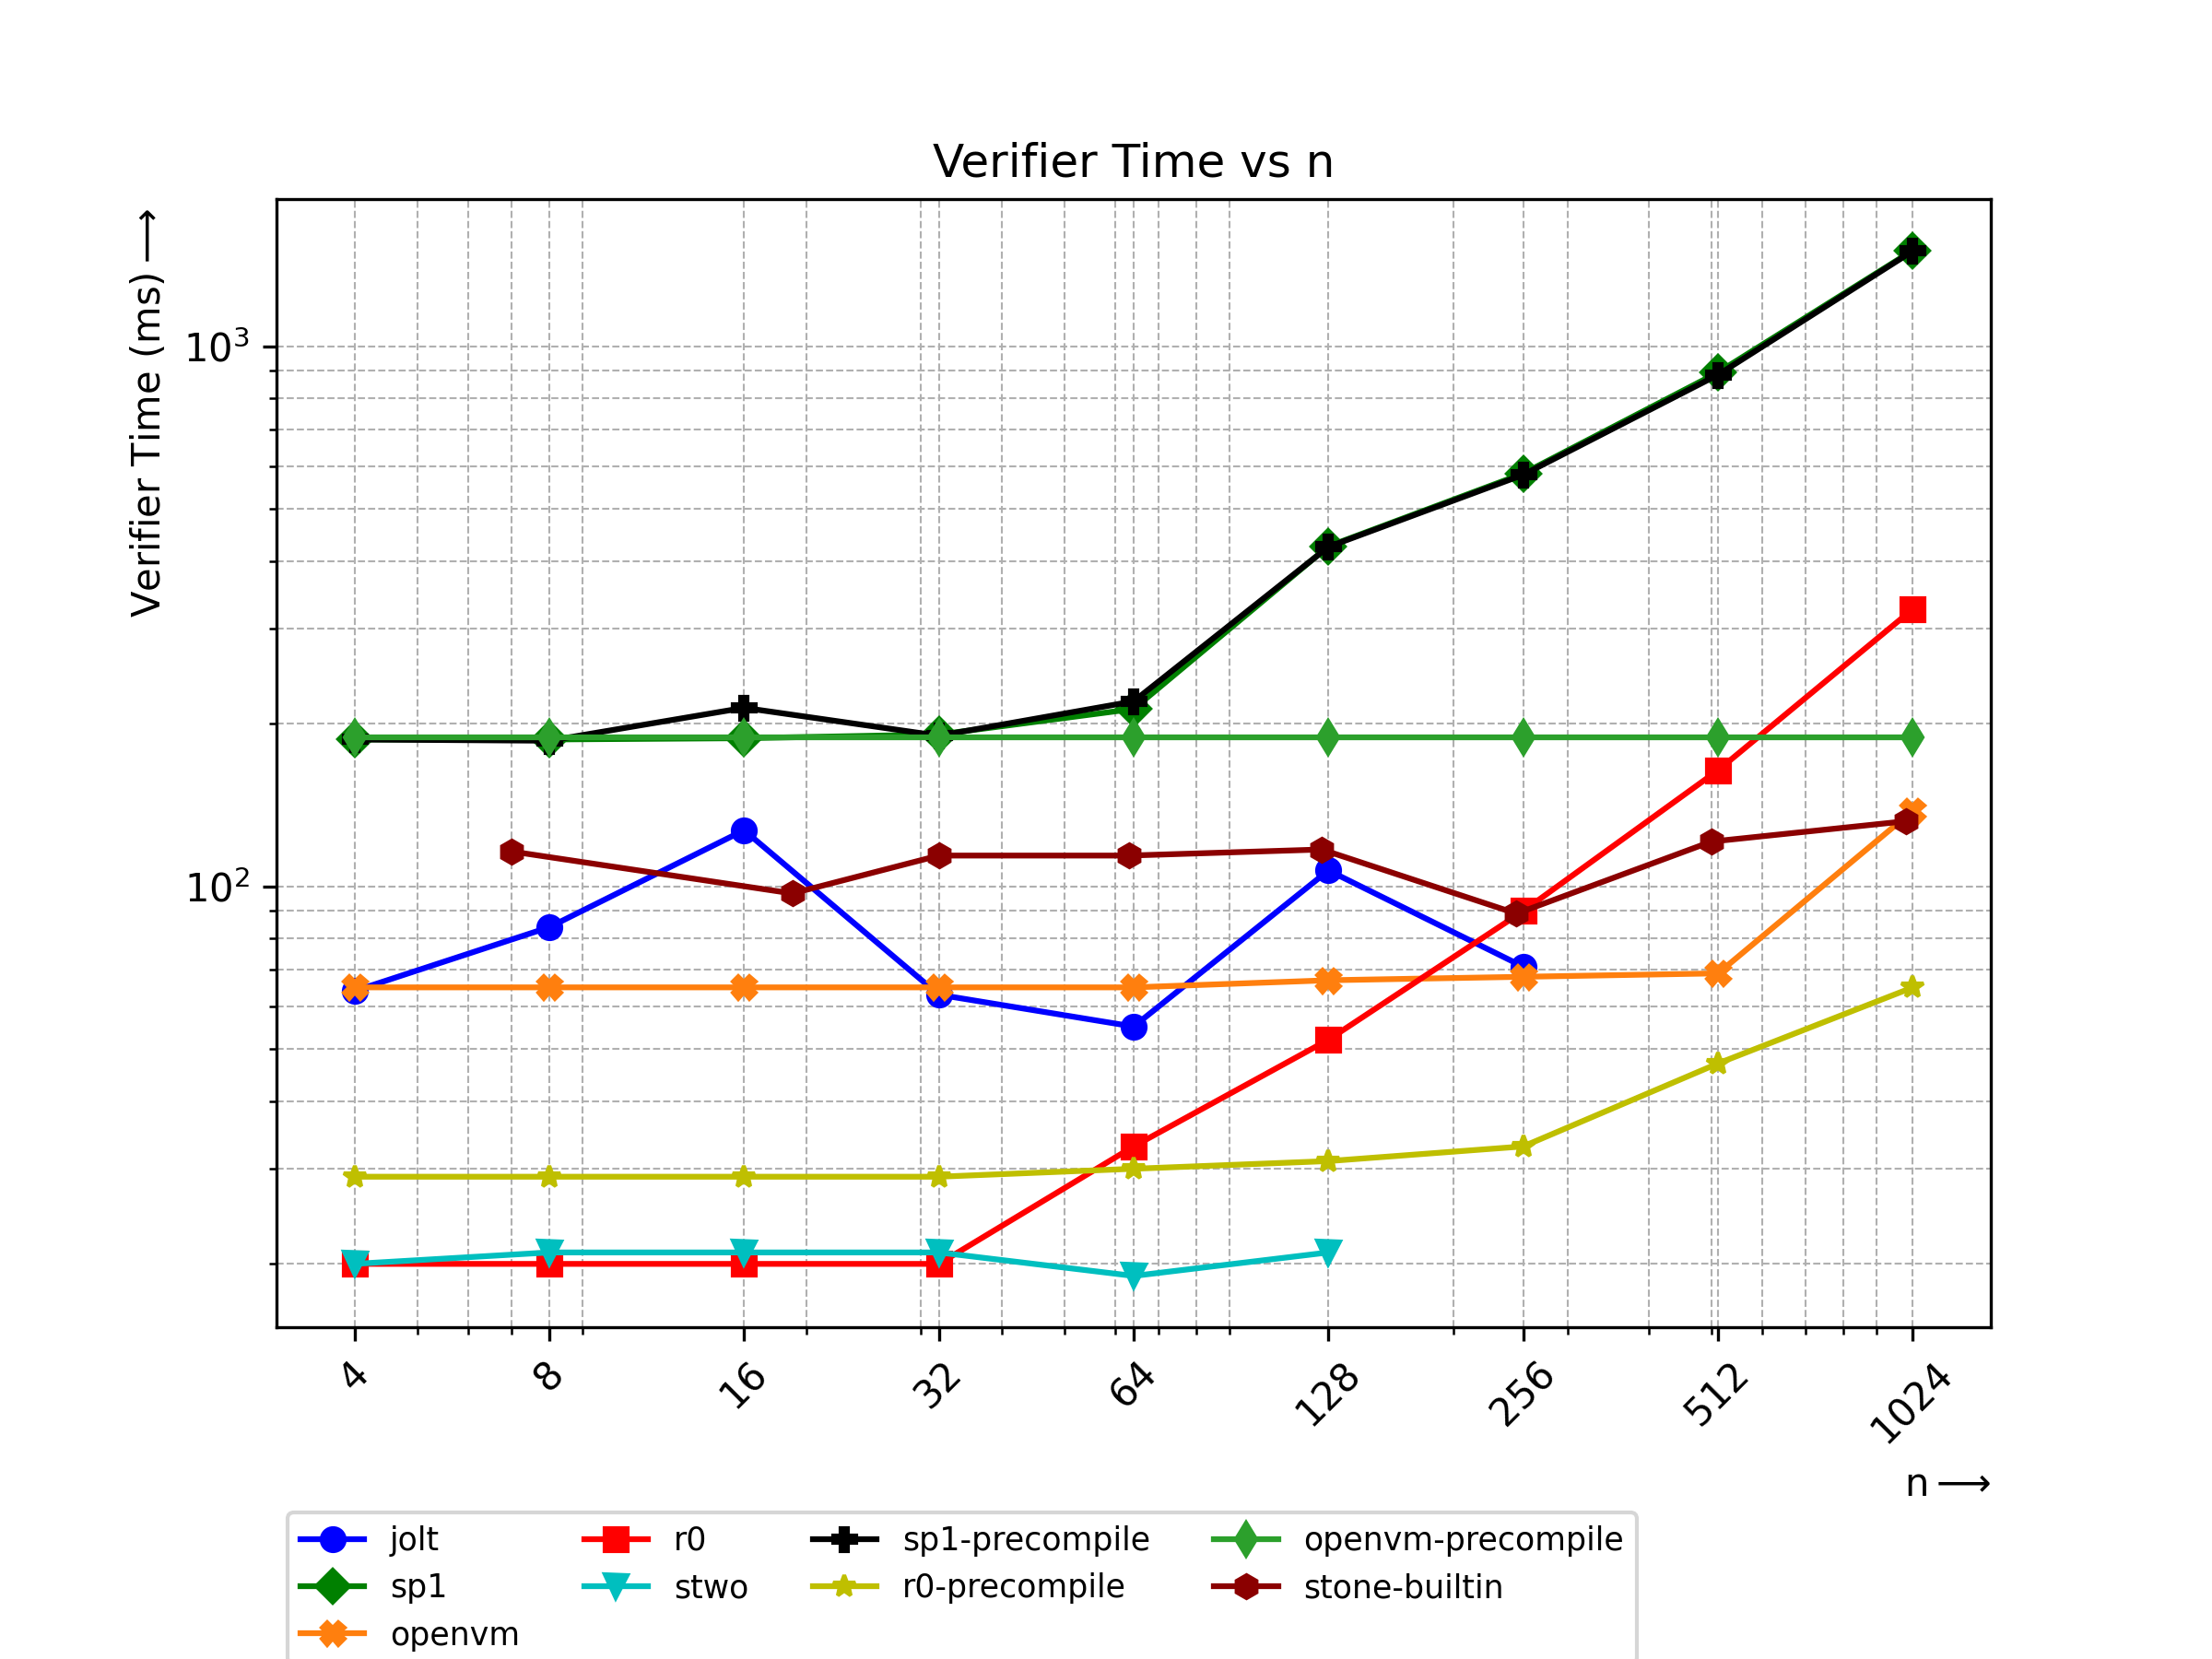 Verifier Time vs n
Verifier Time (ms) ⟶
10³
10²
4 8 16 32 64 128 256 512 1024
n ⟶
jolt r0 sp1-precompile openvm-precompile
sp1 stwo r0-precompile stone-builtin
openvm